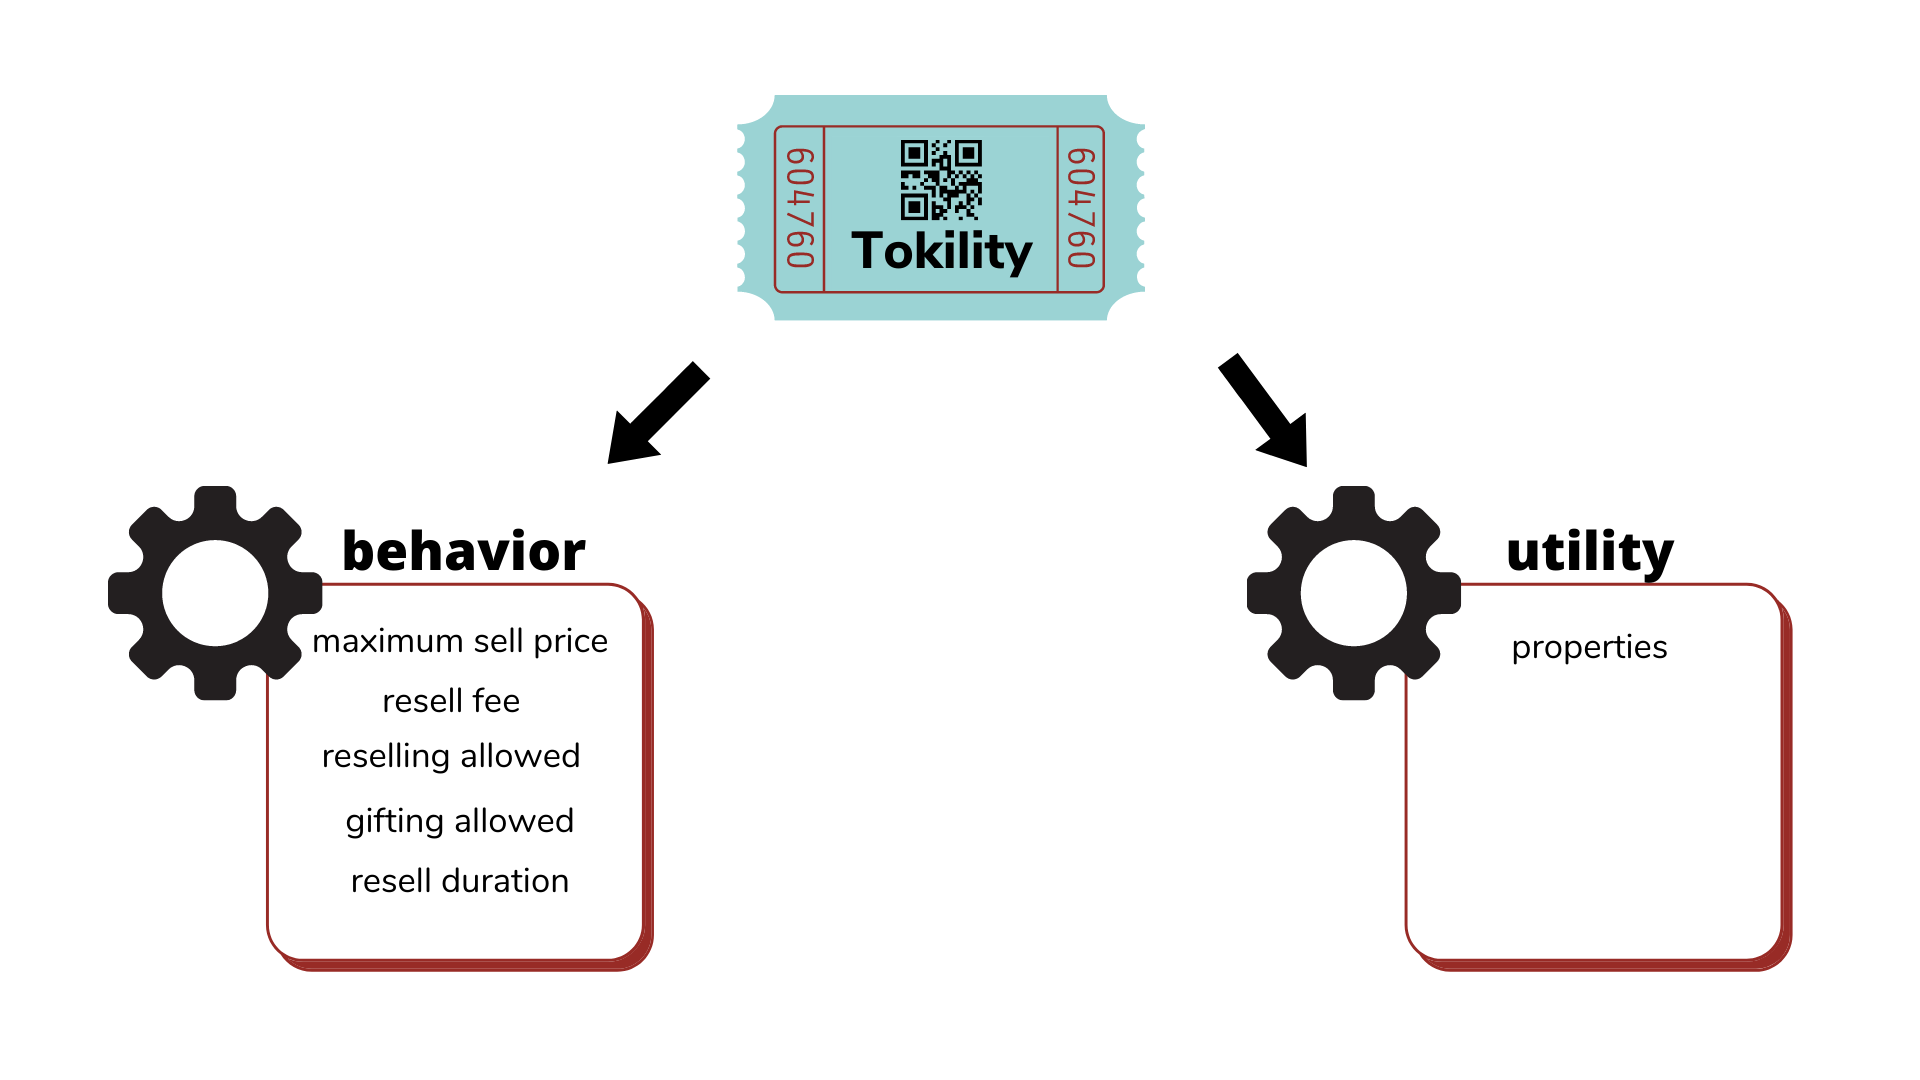 604760
Tokility
604760
behavior
maximum sell price
resell fee
reselling allowed
gifting allowed
resell duration
utility
properties